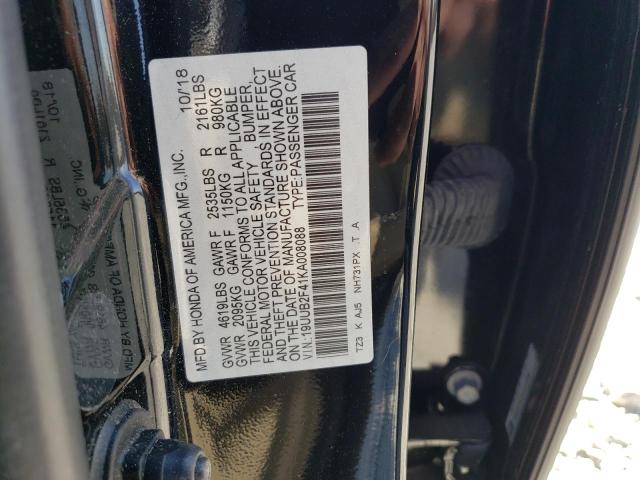 MFD.BY HONDA OF AMERICA MFG.,INC. 10/'18
GVWR 4619LBS GAWR F 2535LBS R 2161LBS
GVWR 2095KG GAWR F 1150KG R 980KG
THIS VEHICLE CONFORMS TO ALL APPLICABLE
FEDERAL MOTOR VEHICLE SAFETY, BUMPER,
THEFT PREVENTION STANDARDS IN EFFECT
ON THE DATE OF MANUFACTURE SHOWN ABOVE.
V.I.N.:19UUB2F41KA008088 TYPE:PASSENGER CAR
TZ3 K AJ5 NH731PX .T .A